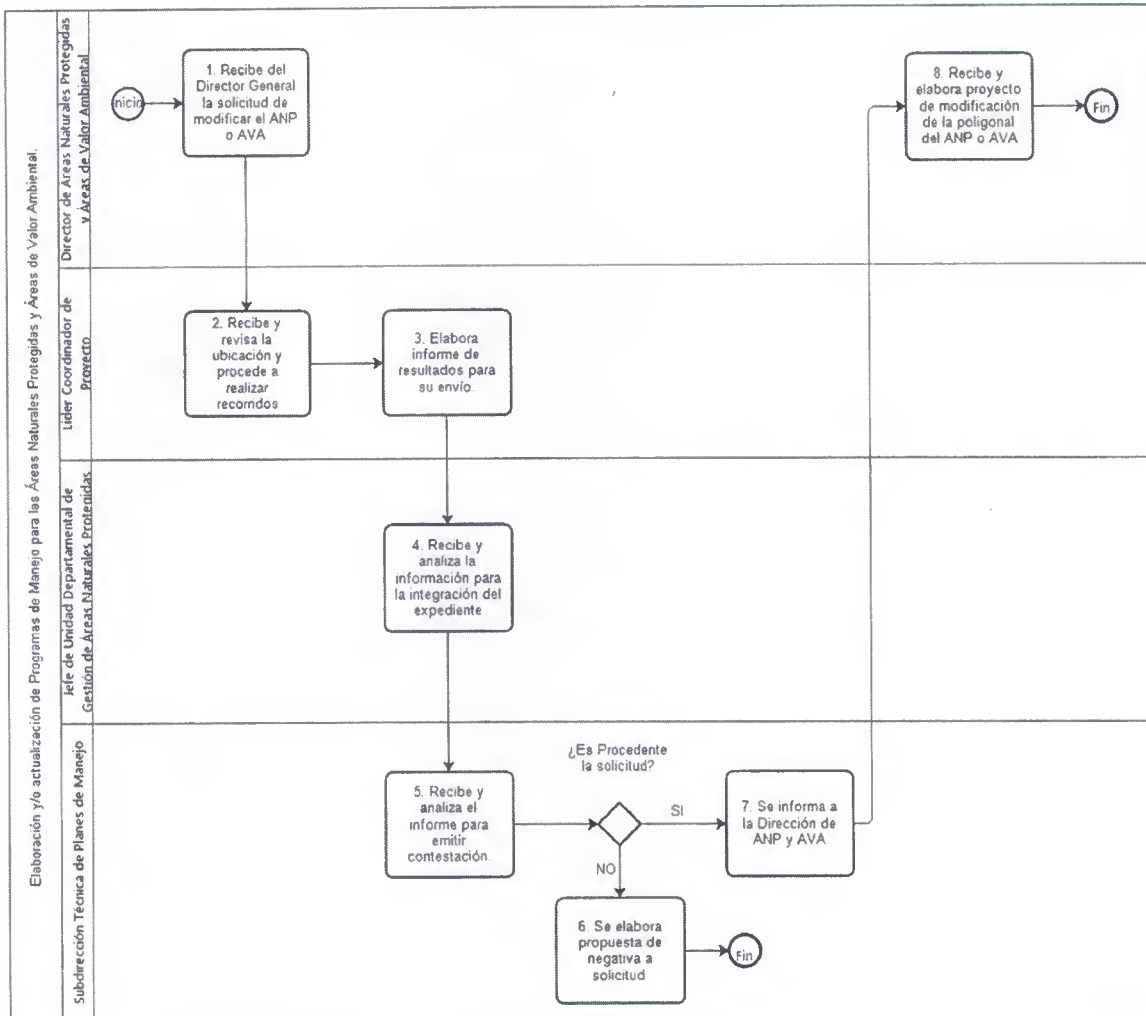 Elaboración y/o actualización de Programas de Manejo para las Áreas Naturales Protegidas y Áreas de Valor Ambiental.
Director de Áreas Naturales Protegidas
y Áreas de Valor Ambiental
Inicio
1. Recibe del
Director General
la solicitud de
modificar el ANP
o AVA
8. Recibe y
elabora proyecto
de modificación
de la poligonal
del ANP o AVA
Fin
Líder Coordinador de
Proyecto
2. Recibe y
revisa la
ubicación y
procede a
realizar
recorridos
3. Elabora
informe de
resultados para
su envío.
Jefe de Unidad Departamental de
Gestión de Áreas Naturales Protegidas
4. Recibe y
analiza la
información para
la integración del
expediente
Subdirección Técnica de Planes de Manejo
5. Recibe y
analiza el
informe para
emitir
contestación.
¿Es Procedente
la solicitud?
SI
NO
7. Se informa a
la Dirección de
ANP y AVA
6. Se elabora
propuesta de
negativa a
solicitud
Fin